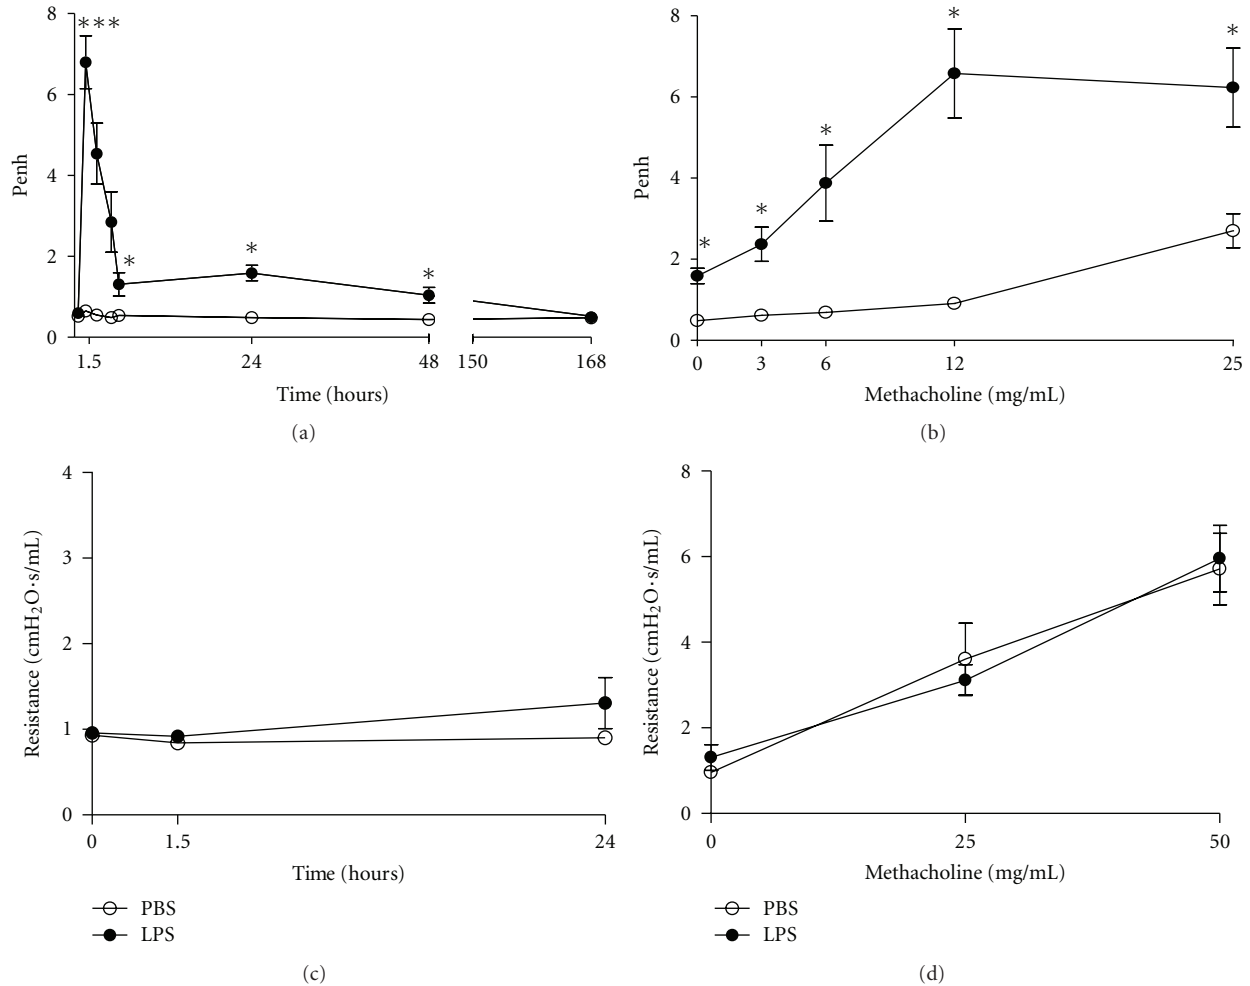 8
6
4
2
0
Penh
∗∗∗
∗
∗
∗
1.5
24
48
150
168
Time (hours)
(a)
8
6
4
2
0
Penh
∗
∗
∗
∗
∗
0
3
6
12
25
Methacholine (mg/mL)
(b)
4
3
2
1
0
Resistance (cmH₂O·s/mL)
0
1.5
24
Time (hours)
PBS
LPS
(c)
8
6
4
2
0
Resistance (cmH₂O·s/mL)
0
25
50
Methacholine (mg/mL)
PBS
LPS
(d)